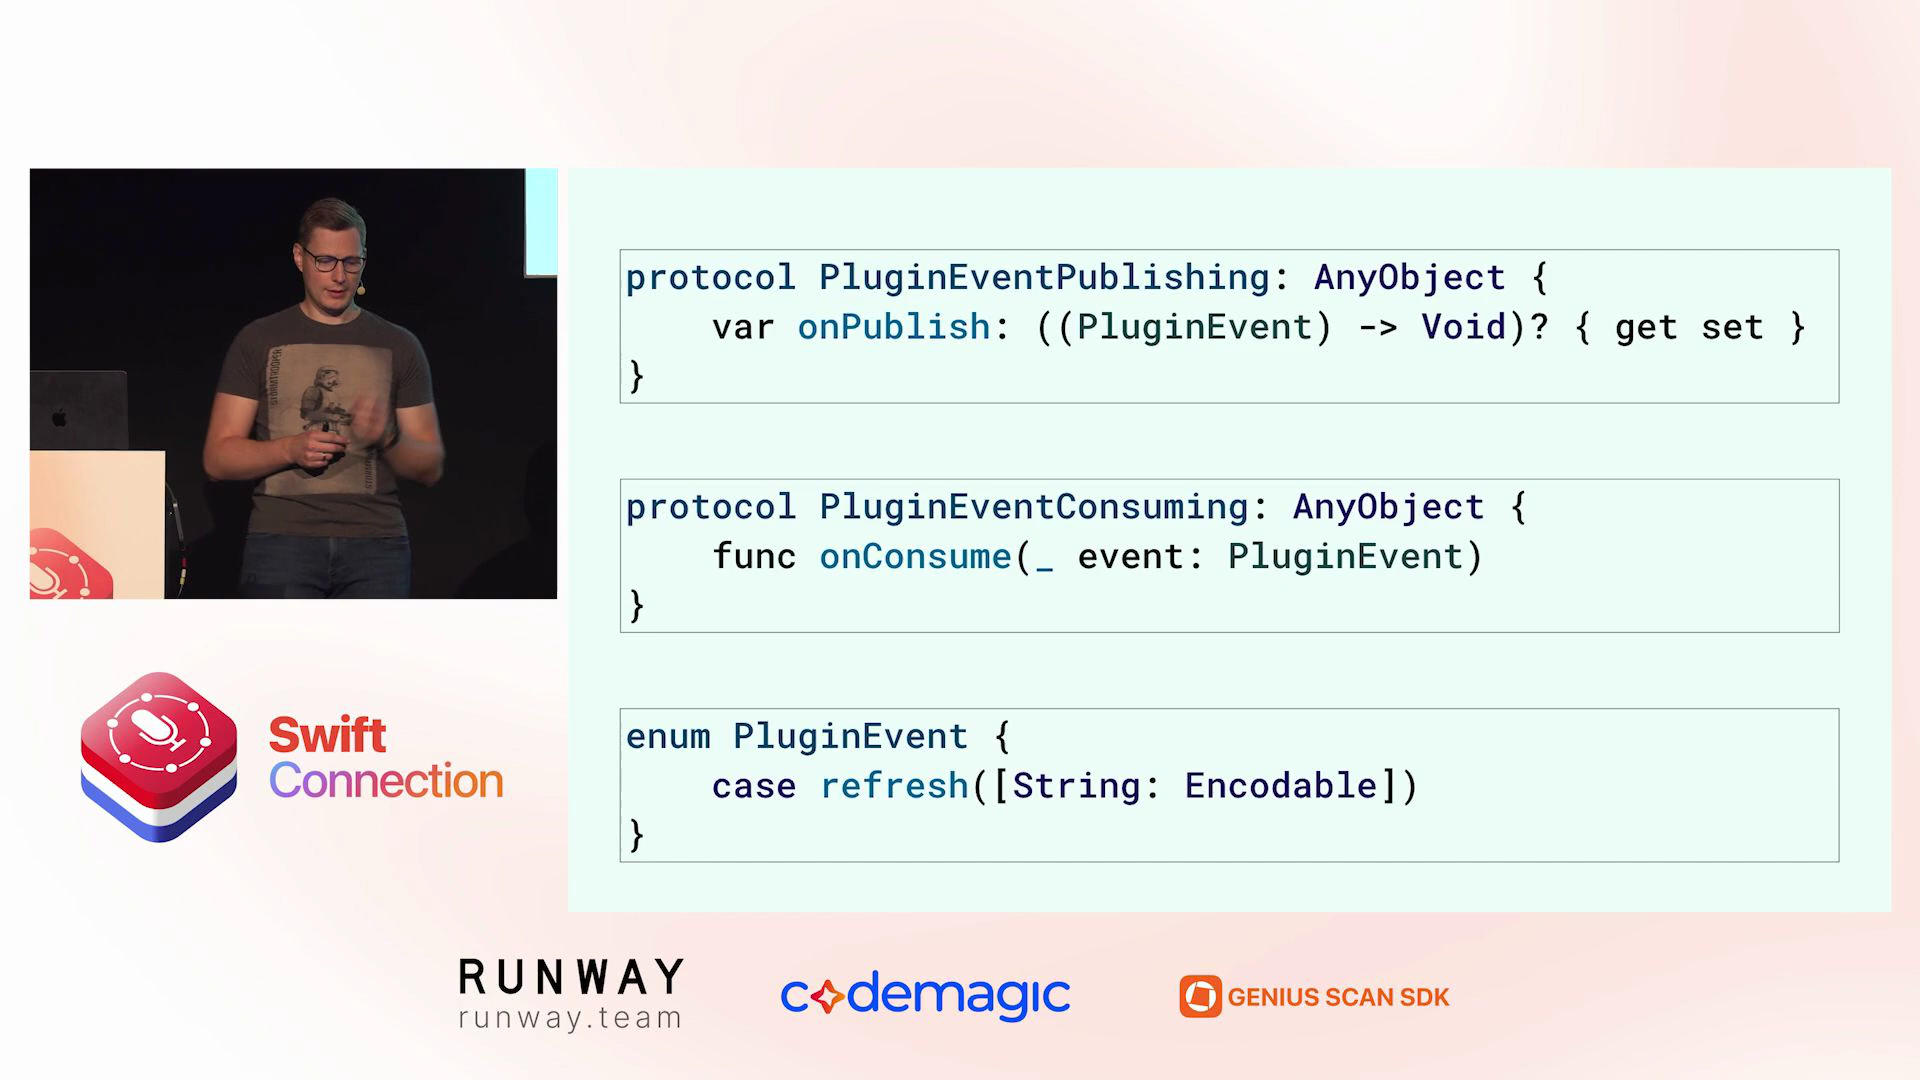 protocol PluginEventPublishing: AnyObject {
var onPublish: ((PluginEvent) -> Void)? { get set }
}
protocol PluginEventConsuming: AnyObject {
func onConsume(_ event: PluginEvent)
}
enum PluginEvent {
case refresh([String: Encodable])
}
STORMTROOPER
Swift
Connection
RUNWAY
runway.team
codemagic
GENIUS SCAN SDK